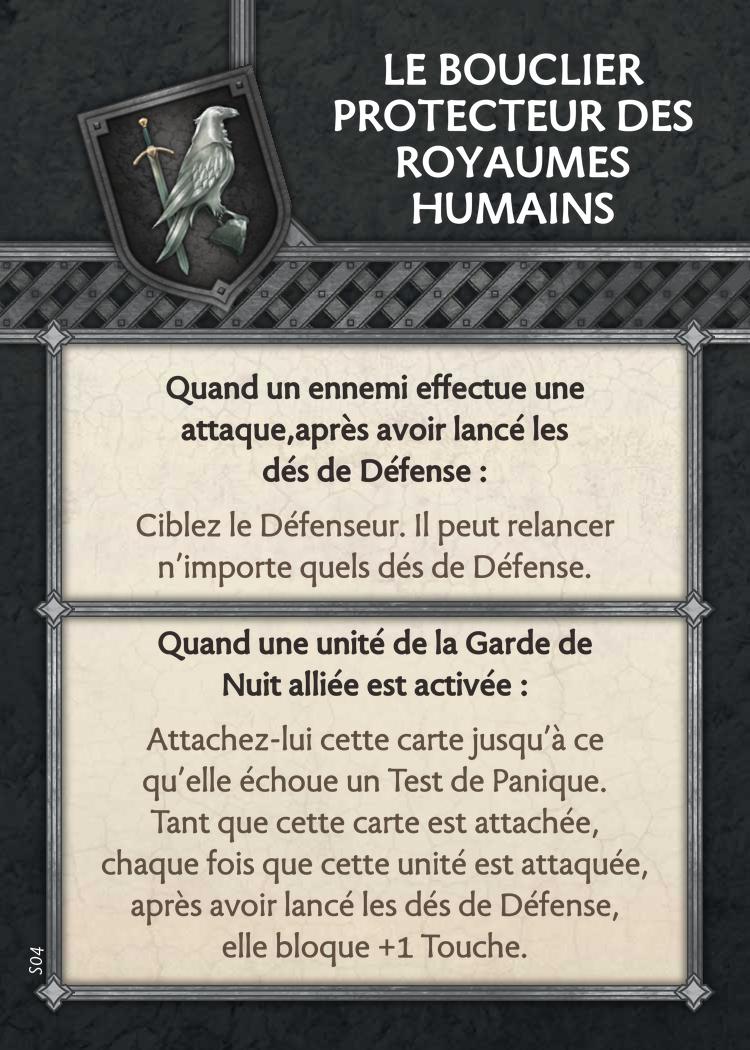 LE BOUCLIER
PROTECTEUR DES
ROYAUMES
HUMAINS
Quand un ennemi effectue une
attaque,après avoir lancé les
dés de Défense :
Ciblez le Défenseur. Il peut relancer
n'importe quels dés de Défense.
Quand une unité de la Garde de
Nuit alliée est activée :
Attachez-lui cette carte jusqu'à ce
qu'elle échoue un Test de Panique.
Tant que cette carte est attachée,
chaque fois que cette unité est attaquée,
après avoir lancé les dés de Défense,
elle bloque +1 Touche.
S04